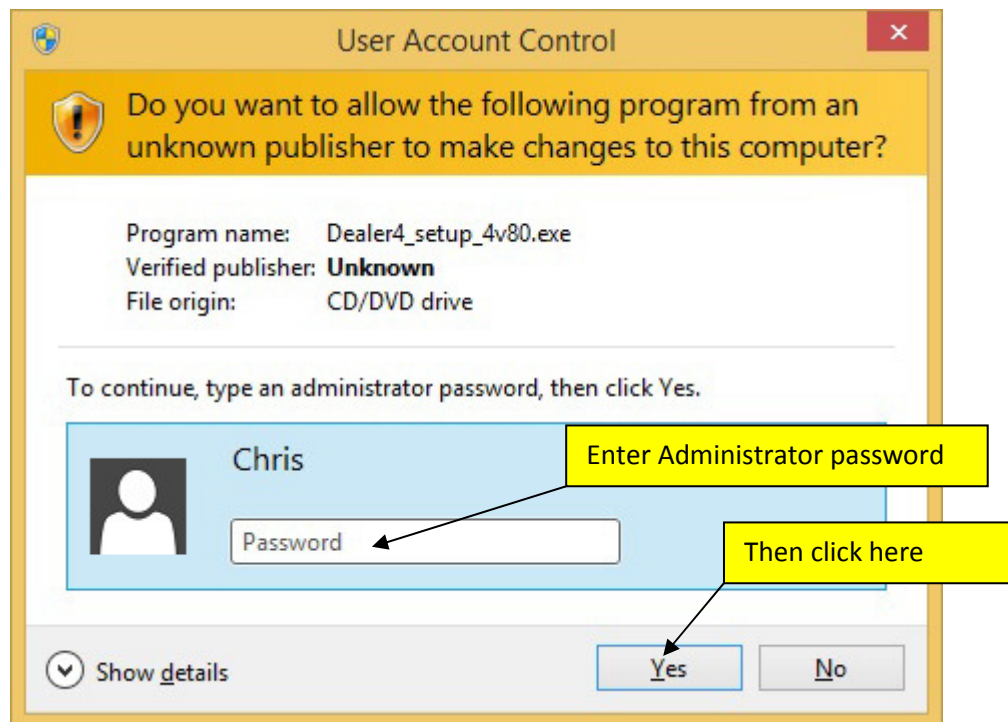 User Account Control
Do you want to allow the following program from an
unknown publisher to make changes to this computer?
Program name: Dealer4_setup_4v80.exe
Verified publisher: Unknown
File origin: CD/DVD drive
To continue, type an administrator password, then click Yes.
Chris
Enter Administrator password
Password
Then click here
Show details
Yes
No